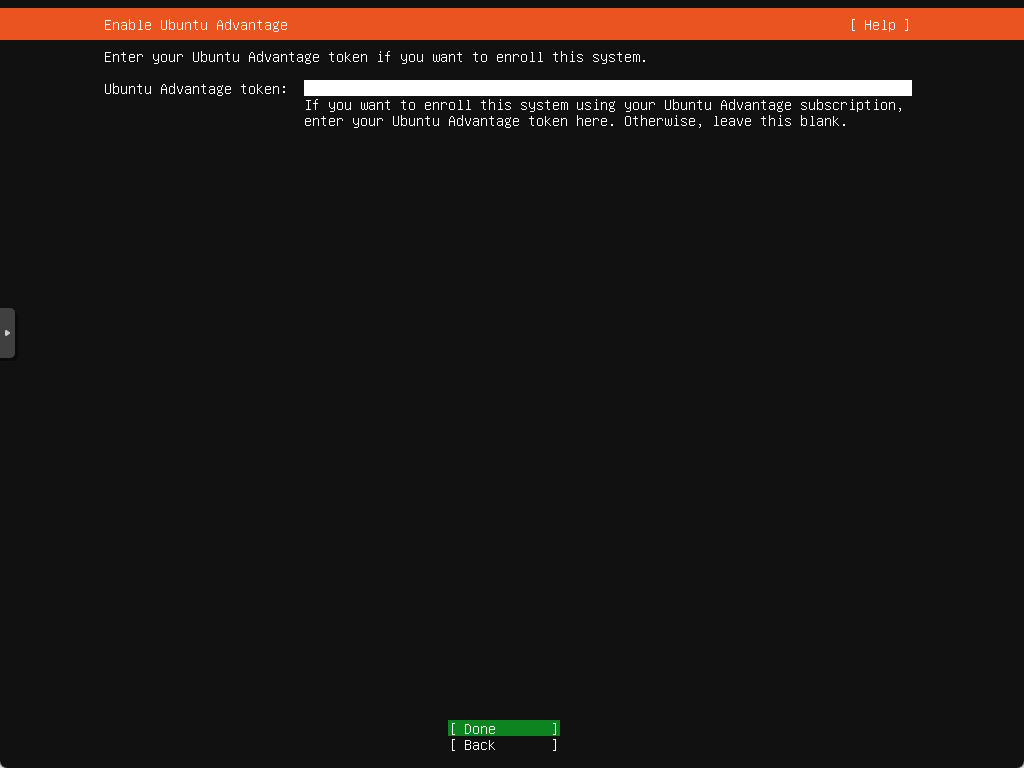 Enable Ubuntu Advantage [ Help ]
Enter your Ubuntu Advantage token if you want to enroll this system.
Ubuntu Advantage token:
If you want to enroll this system using your Ubuntu Advantage subscription,
enter your Ubuntu Advantage token here. Otherwise, leave this blank.
[ Done ]
[ Back ]